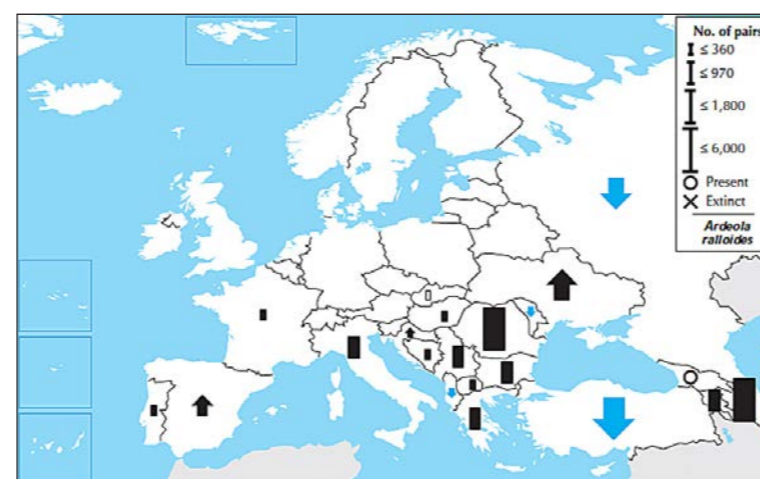 No. of pairs
≤ 360
≤ 970
≤ 1,800
≤ 6,000
Present
Extinct
Ardeola
ralloides